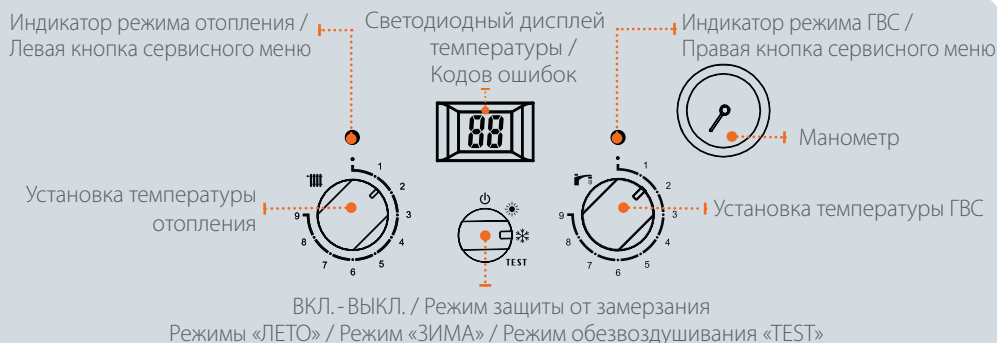 Индикатор режима отопления /
Левая кнопка сервисного меню
Светодиодный дисплей
температуры /
Кодов ошибок
Индикатор режима ГВС /
Правая кнопка сервисного меню
88
Манометр
Установка температуры
отопления
1
2
3
4
5
6
7
8
9
TEST
1
2
3
4
5
6
7
8
9
Установка температуры ГВС
ВКЛ. - ВЫКЛ. / Режим защиты от замерзания
Режимы «ЛЕТО» / Режим «ЗИМА» / Режим обезвоздушивания «TEST»